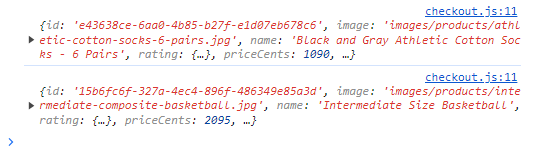 checkout.js:11
{id: 'e43638ce-6aa0-4b85-b27f-e1d07eb678c6', image: 'images/products/athl
etic-cotton-socks-6-pairs.jpg', name: 'Black and Gray Athletic Cotton Soc
ks - 6 Pairs', rating: {…}, priceCents: 1090, …}
checkout.js:11
{id: '15b6fc6f-327a-4ec4-896f-486349e85a3d', image: 'images/products/inte
rmediate-composite-basketball.jpg', name: 'Intermediate Size Basketball',
rating: {…}, priceCents: 2095, …}